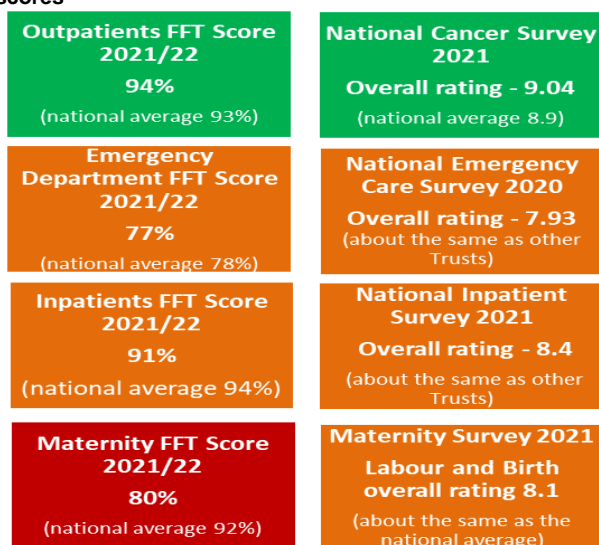 scores
Outpatients FFT Score
2021/22
94%
(national average 93%)
National Cancer Survey
2021
Overall rating - 9.04
(national average 8.9)
Emergency
Department FFT Score
2021/22
77%
(national average 78%)
National Emergency
Care Survey 2020
Overall rating - 7.93
(about the same as other
Trusts)
Inpatients FFT Score
2021/22
91%
(national average 94%)
National Inpatient
Survey 2021
Overall rating - 8.4
(about the same as other
Trusts)
Maternity FFT Score
2021/22
80%
(national average 92%)
Maternity Survey 2021
Labour and Birth
overall rating 8.1
(about the same as the
national average)